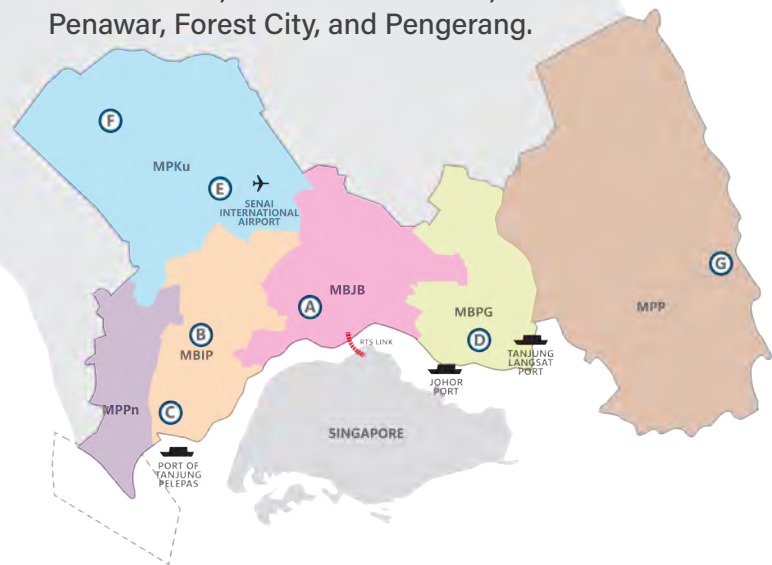 Penawar, Forest City, and Pengerang.
F
MPKu
E
SENAI
INTERNATIONAL
AIRPORT
MBJB
A
B
MBIP
MBPG
D
G
MPP
RTS LINK
TANJUNG
LANGSAT
PORT
JOHOR
PORT
MPPn
C
SINGAPORE
PORT OF
TANJUNG
PELEPAS